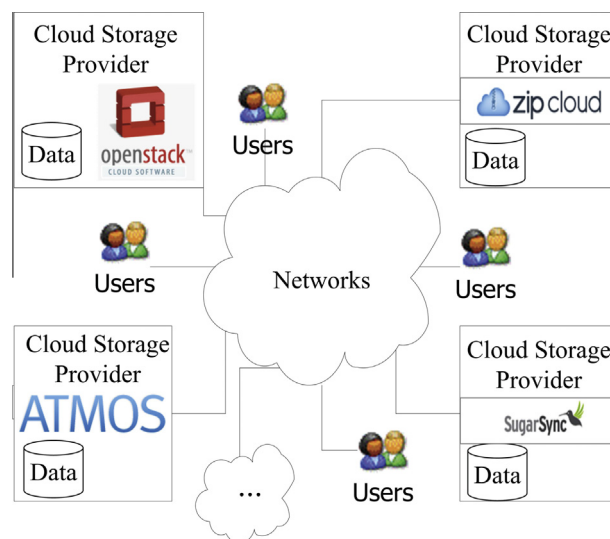 Cloud Storage
Provider
openstack™
CLOUD SOFTWARE
Data
Users
Cloud Storage
Provider
zip cloud
Data
Users
Networks
Users
Cloud Storage
Provider
ATMOS
Data
...
Users
Cloud Storage
Provider
SugarSync
Data